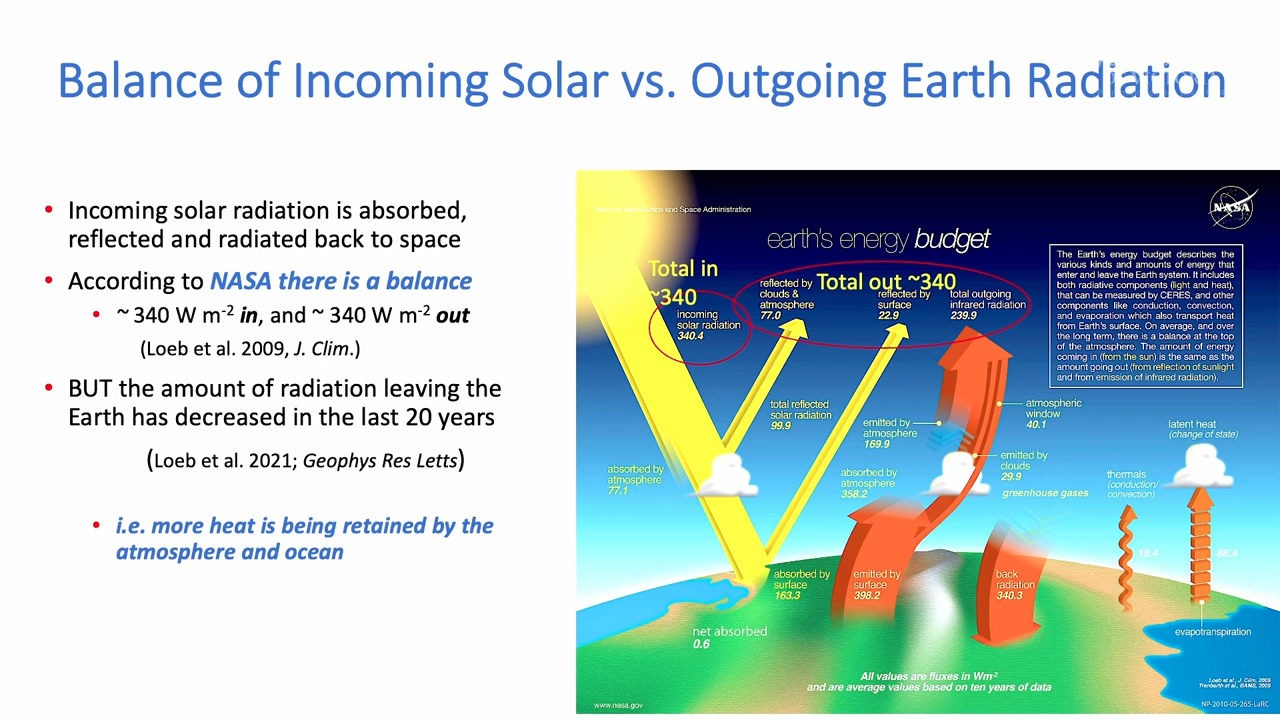 Balance of Incoming Solar vs. Outgoing Earth Radiation
• Incoming solar radiation is absorbed,
reflected and radiated back to space
• According to NASA there is a balance
• ~ 340 W m-2 in, and ~ 340 W m-2 out
(Loeb et al. 2009, J. Clim.)
• BUT the amount of radiation leaving the
Earth has decreased in the last 20 years
(Loeb et al. 2021; Geophys Res Letts)
• i.e. more heat is being retained by the
atmosphere and ocean
and Space Administration
NASA
earth's energy budget
Total in
~340
incoming
solar radiation
340.4
Total out ~340
reflected by
clouds &
atmosphere
77.0
reflected by
surface
22.9
total outgoing
infrared radiation
239.9
The Earth's energy budget describes the
various kinds and amounts of energy that
enter and leave the Earth system. It includes
both radiative components (light and heat),
that can be measured by CERES, and other
components like conduction, convection,
and evaporation which also transport heat
from Earth's surface. On average, and over
the long term, there is a balance at the top
of the atmosphere. The amount of energy
coming in (from the sun) is the same as the
amount going out (from reflection of sunlight
and from emission of infrared radiation).
total reflected
solar radiation
99.9
emitted by
atmosphere
169.9
atmospheric
window
40.1
latent heat
(change of state)
absorbed by
atmosphere
77.1
absorbed by
atmosphere
358.2
emitted by
clouds
29.9
greenhouse gases
thermals
(conduction/
convection)
18.4
86.4
absorbed by
surface
163.3
emitted by
surface
398.2
back
radiation
340.3
net absorbed
0.6
evapotranspiration
All values are fluxes in Wm-2
and are average values based on ten years of data
Loeb et al., J. Clim, 2009
Trenberth et al., BAMS, 2009
www.nasa.gov
NP-2010-05-265-LaRC